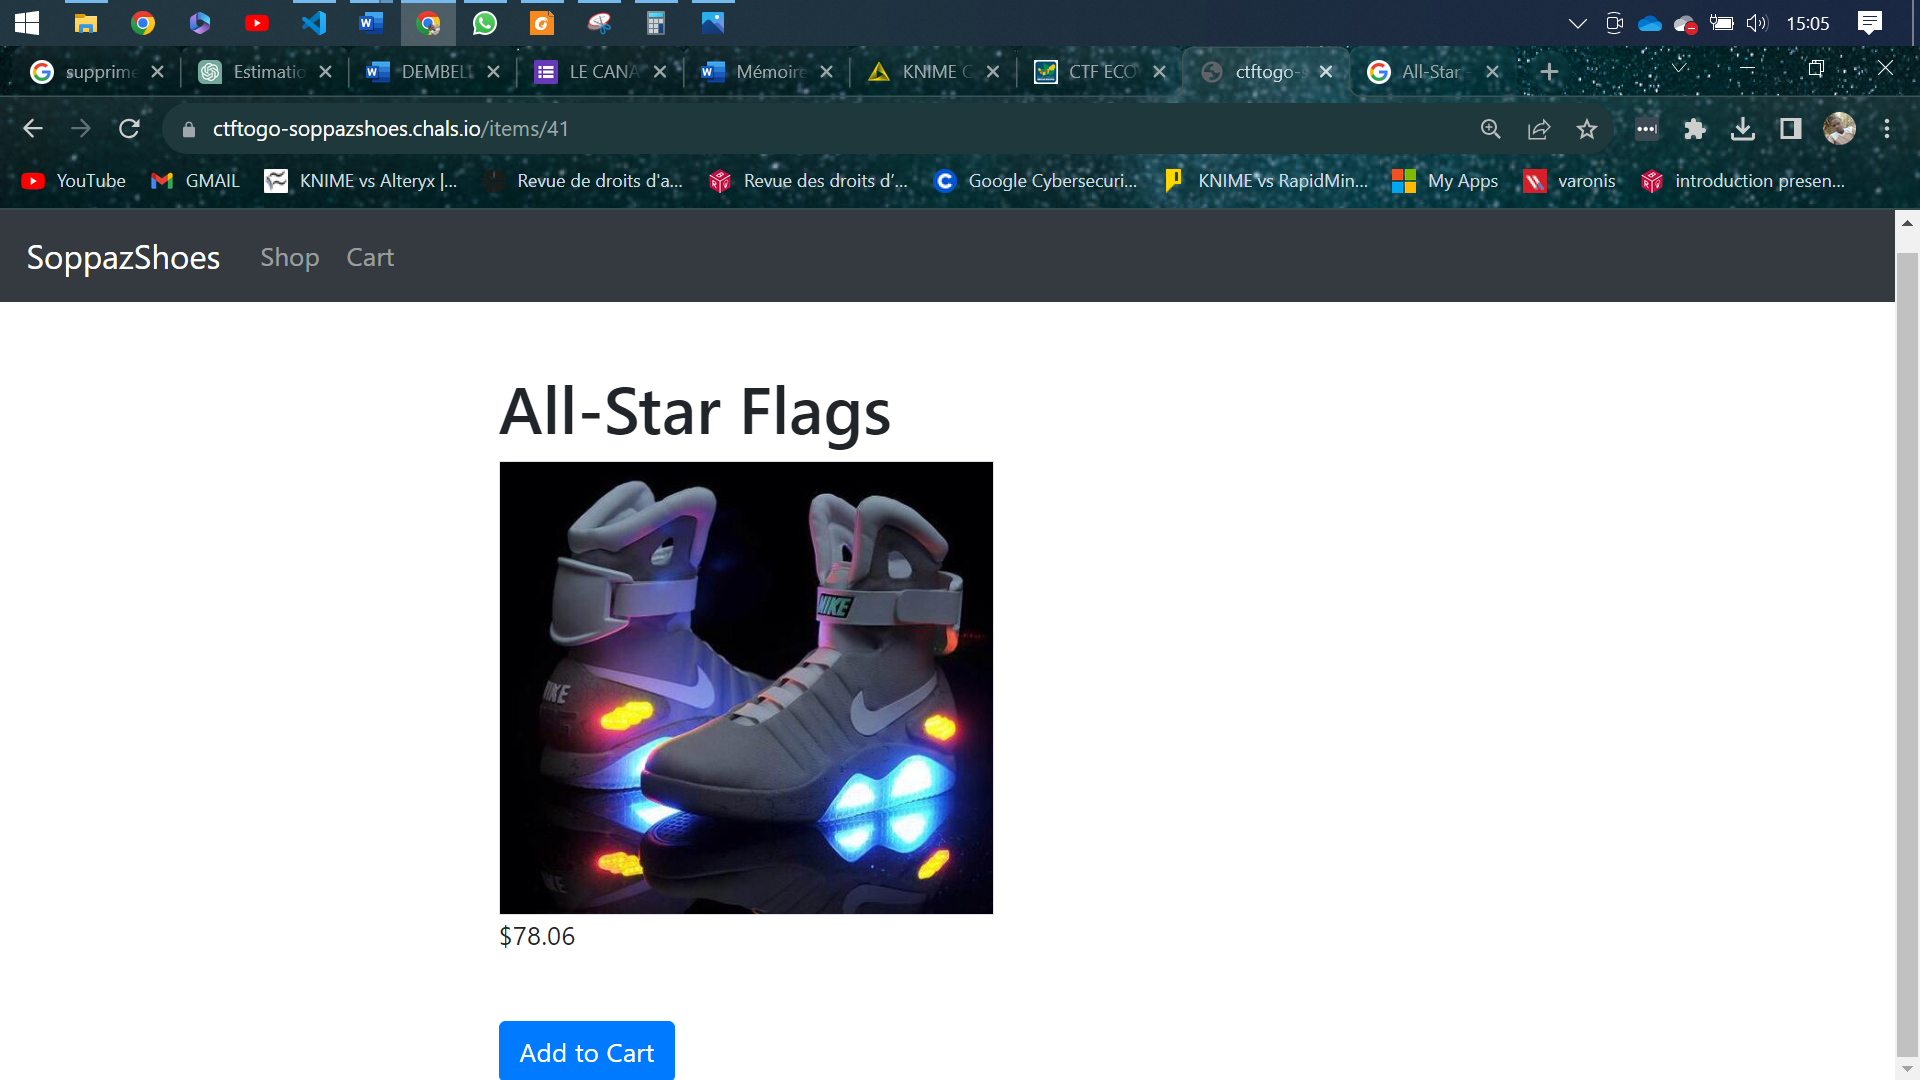 15:05
supprime
Estimatio
DEMBEL
LE CANA
Mémoire
KNIME
CTF ECO
ctftogo-s
All-Star
ctftogo-soppazshoes.chals.io/items/41
YouTube
GMAIL
KNIME vs Alteryx |...
Revue de droits d'a...
Revue des droits d'...
Google Cybersecuri...
KNIME vs RapidMin...
My Apps
varonis
introduction presen...
SoppazShoes
Shop
Cart
All-Star Flags
NIKE
NIKE
$78.06
Add to Cart